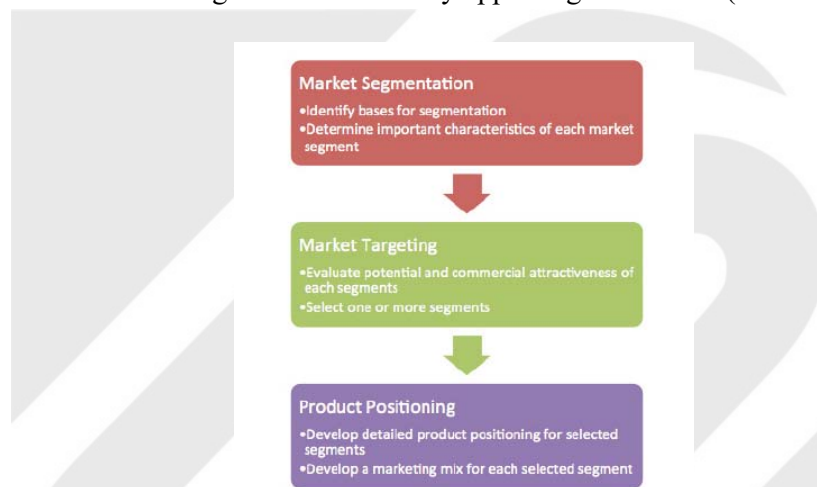 Market Segmentation
•Identify bases for segmentation
•Determine important characteristics of each market
segment
Market Targeting
•Evaluate potential and commercial attractiveness of
each segments
•Select one or more segments
Product Positioning
•Develop detailed product positioning for selected
segments
•Develop a marketing mix for each selected segment